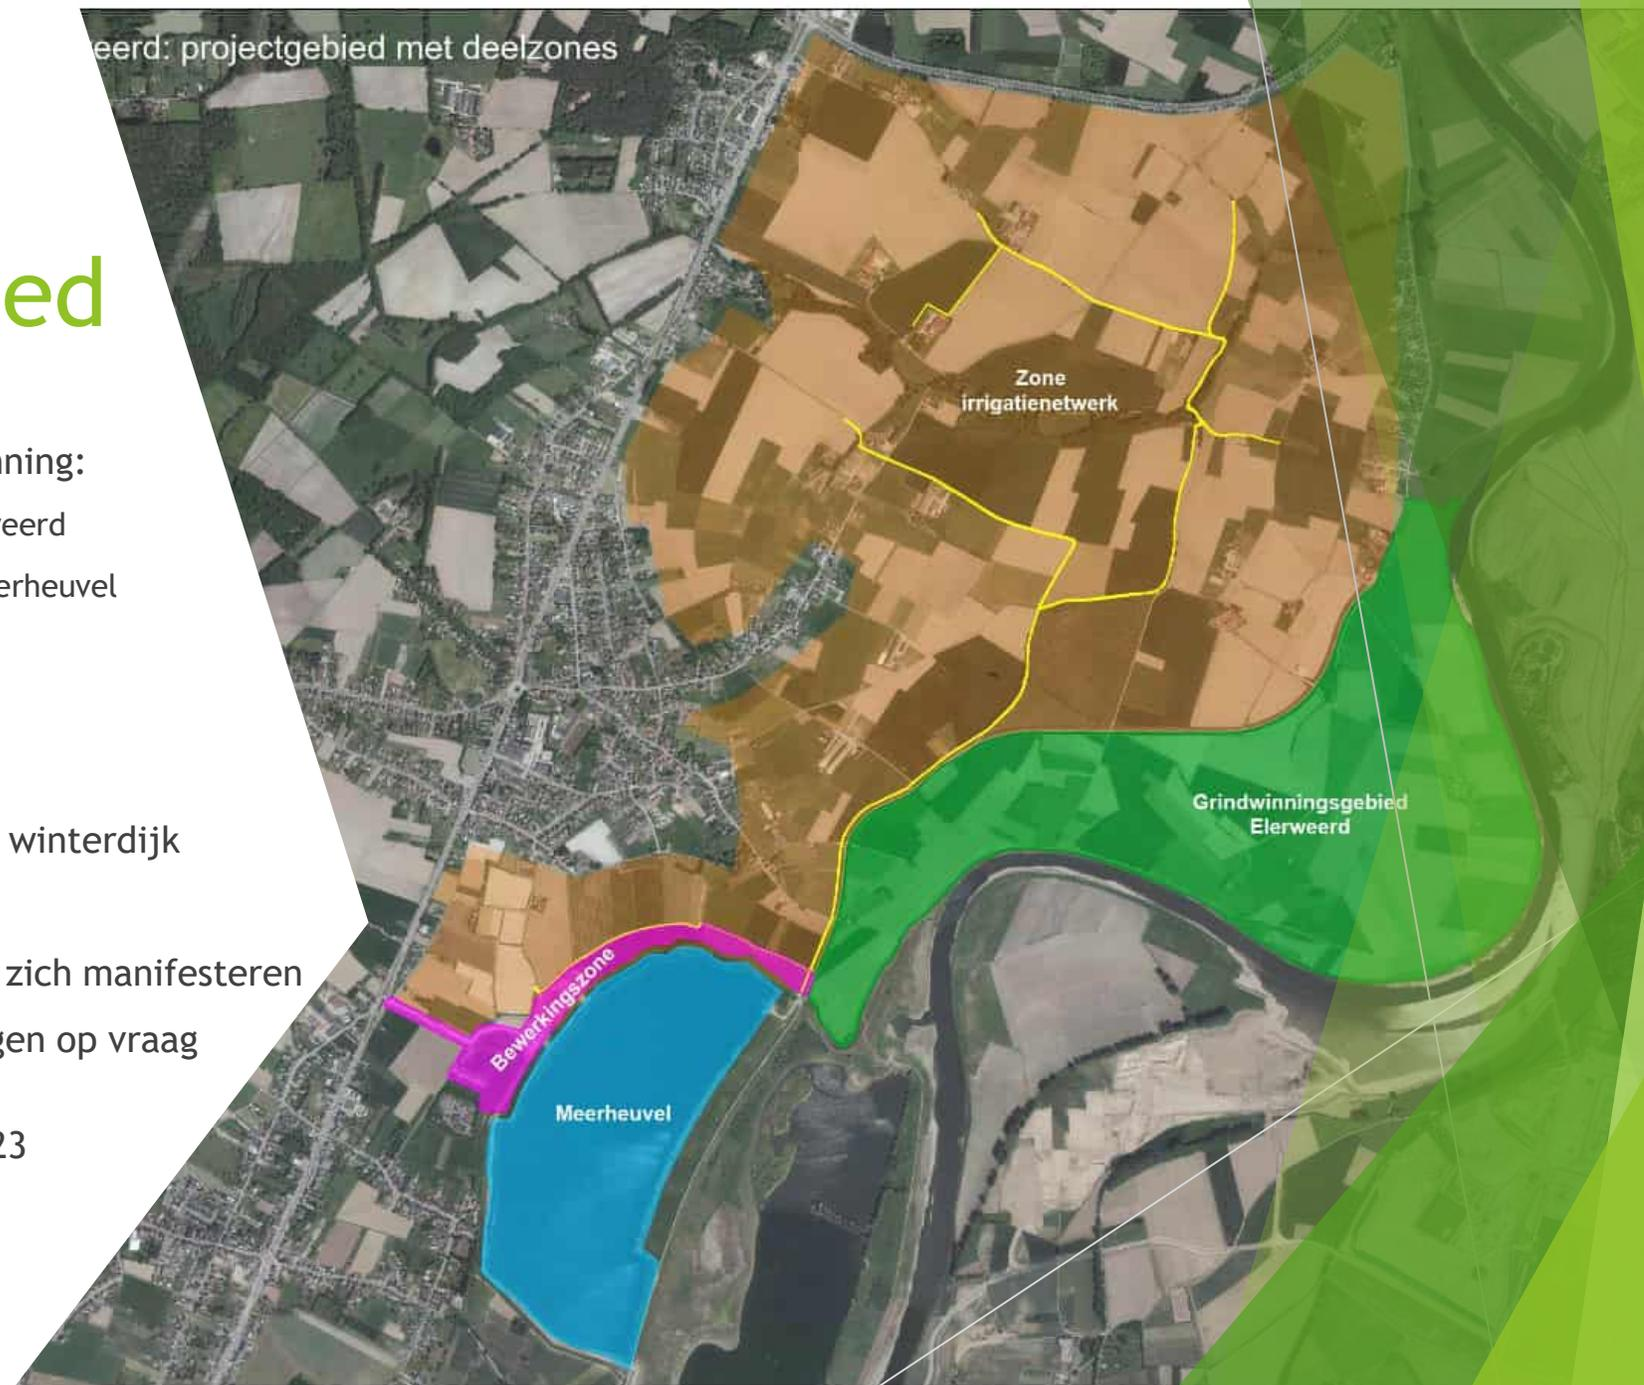 eerd: projectgebied met deelzones
ed
nning:
eerd
erheuvel
winterdijk
zich manifesteren
gen op vraag
23
Zone
irrigatienetwerk
Grindwinningsgebied
Elerweerd
Bewerkingszone
Meerheuvel